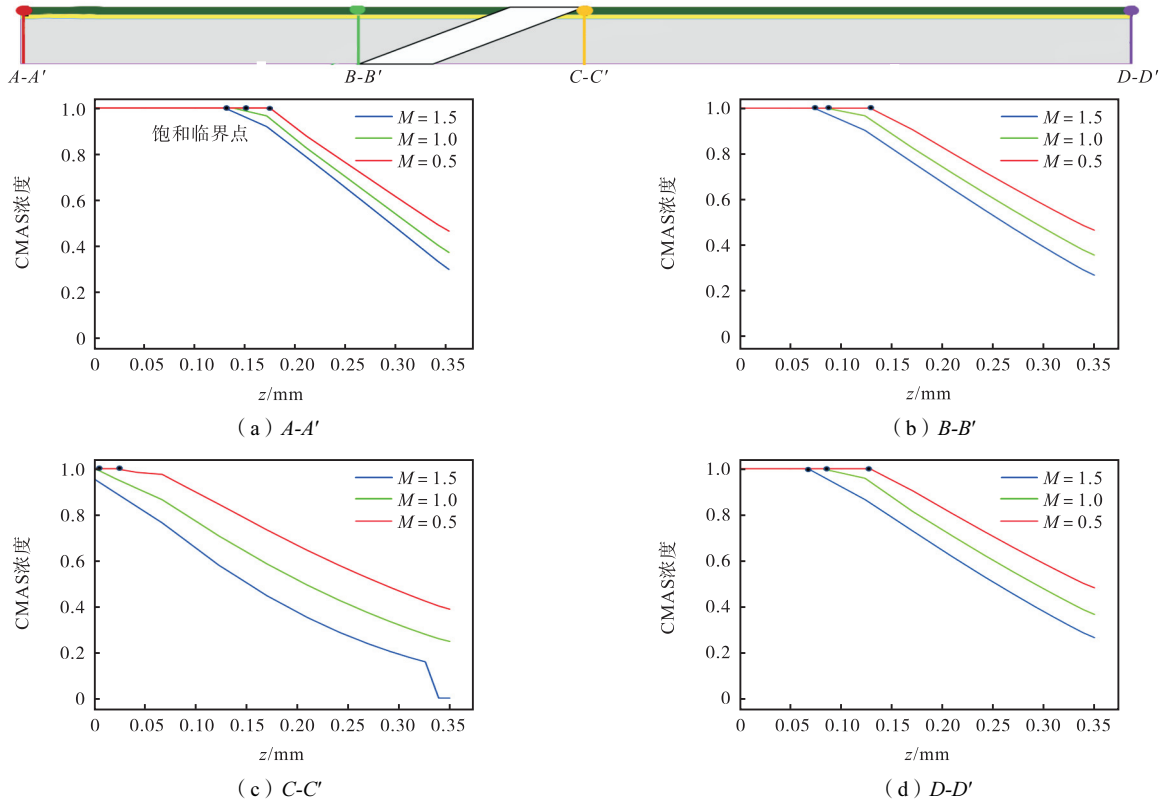 A-A′ B-B′ C-C′ D-D′
1.0
0.8
0.6
0.4
0.2
0
CMAS浓度
饱和临界点
M = 1.5
M = 1.0
M = 0.5
0 0.05 0.10 0.15 0.20 0.25 0.30 0.35
z/mm
（a）A-A′
1.0
0.8
0.6
0.4
0.2
0
CMAS浓度
M = 1.5
M = 1.0
M = 0.5
0 0.05 0.10 0.15 0.20 0.25 0.30 0.35
z/mm
（b）B-B′
1.0
0.8
0.6
0.4
0.2
0
CMAS浓度
M = 1.5
M = 1.0
M = 0.5
0 0.05 0.10 0.15 0.20 0.25 0.30 0.35
z/mm
（c）C-C′
1.0
0.8
0.6
0.4
0.2
0
CMAS浓度
M = 1.5
M = 1.0
M = 0.5
0 0.05 0.10 0.15 0.20 0.25 0.30 0.35
z/mm
（d）D-D′